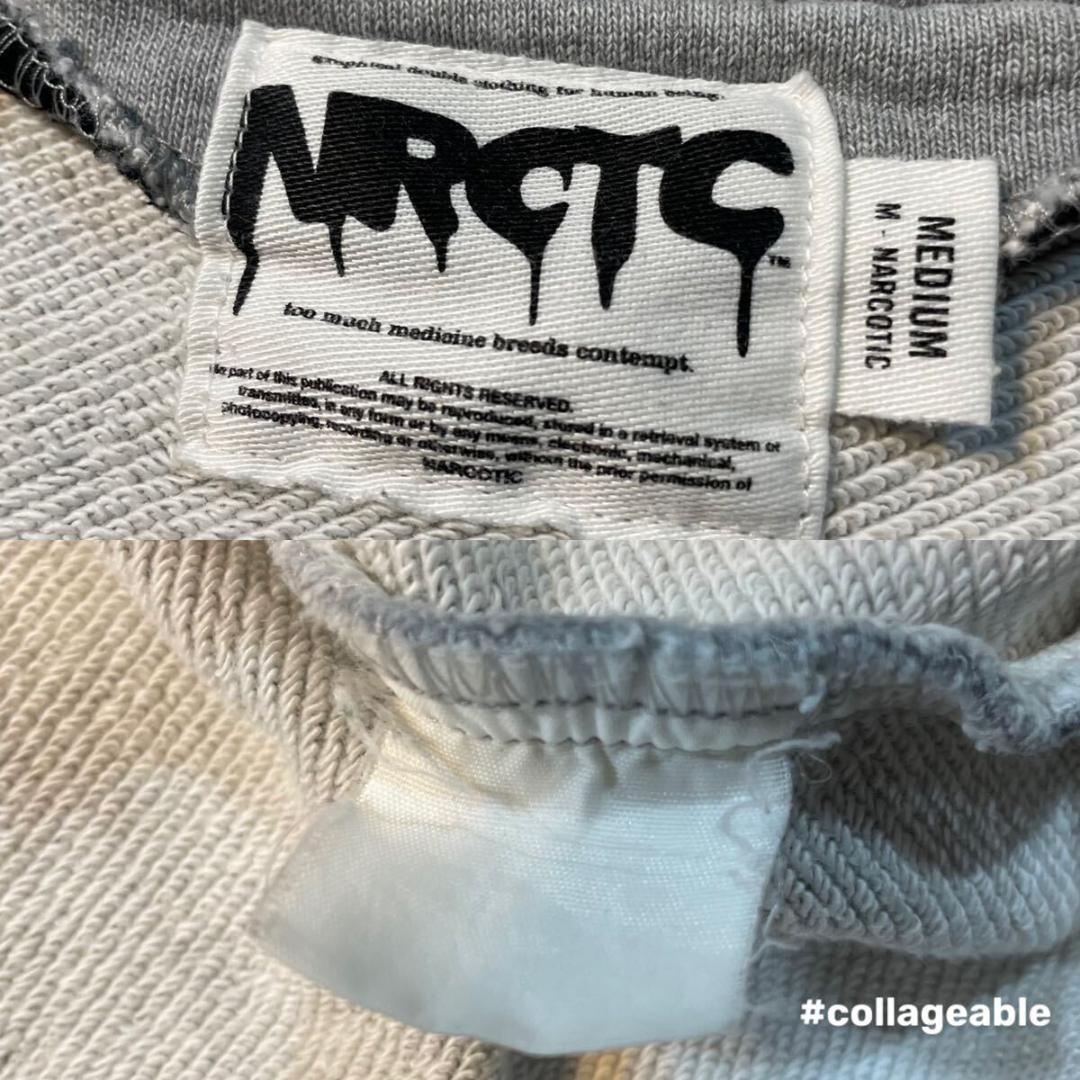 Graphical double clothing for human being.
NRCTC™
too much medicine breeds contempt.
ALL RIGHTS RESERVED.
part of this publication may be reproduced, stored in a retrieval system or
transmitted, in any form or by any means, electronic, mechanical,
photocopying, recording or otherwise, without the prior permission of
NARCOTIC
MEDIUM
M - NARCOTIC
#collageable